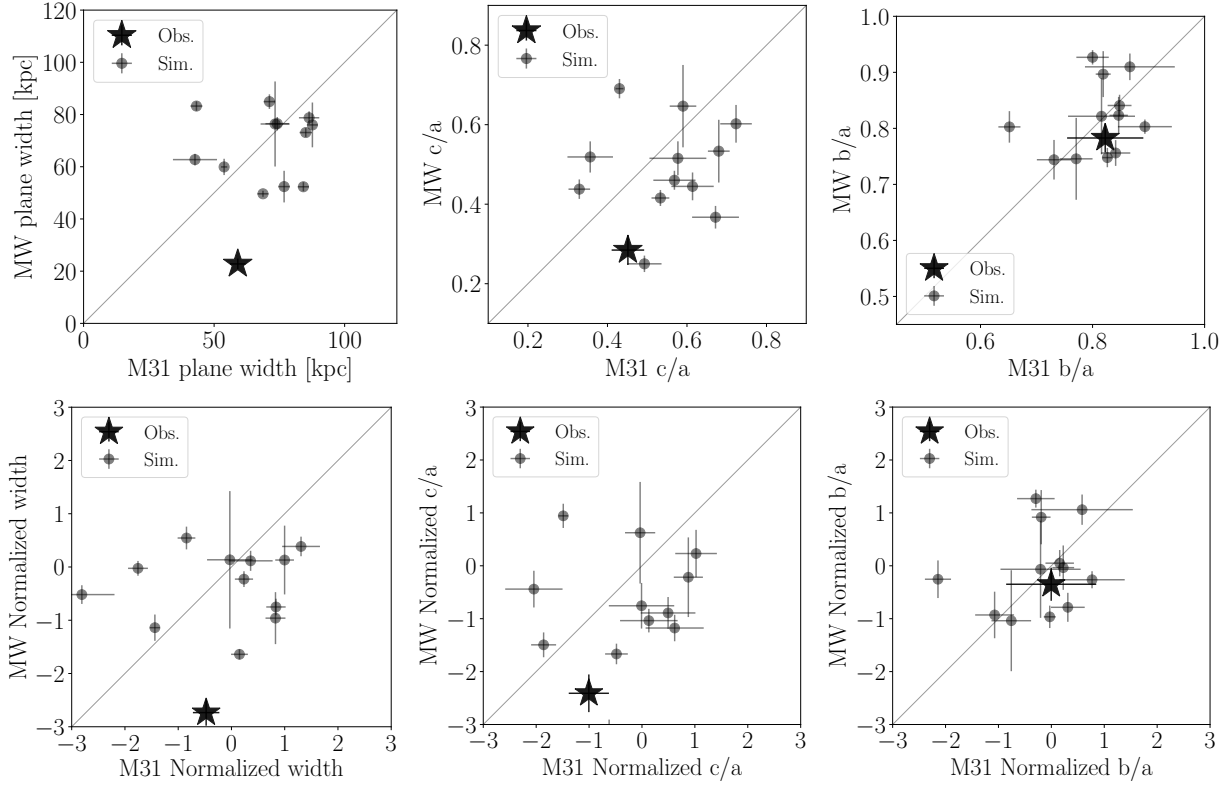 120
100
80
60
40
20
0
0
50
100
MW plane width [kpc]
M31 plane width [kpc]
Obs.
Sim.
0.8
0.6
0.4
0.2
0.2
0.4
0.6
0.8
MW c/a
M31 c/a
Obs.
Sim.
1.0
0.9
0.8
0.7
0.6
0.5
0.6
0.8
1.0
MW b/a
M31 b/a
Obs.
Sim.
3
2
1
0
−1
−2
−3
−3
−2
−1
0
1
2
3
MW Normalized width
M31 Normalized width
Obs.
Sim.
3
2
1
0
−1
−2
−3
−3
−2
−1
0
1
2
3
MW Normalized c/a
M31 Normalized c/a
Obs.
Sim.
3
2
1
0
−1
−2
−3
−3
−2
−1
0
1
2
3
MW Normalized b/a
M31 Normalized b/a
Obs.
Sim.